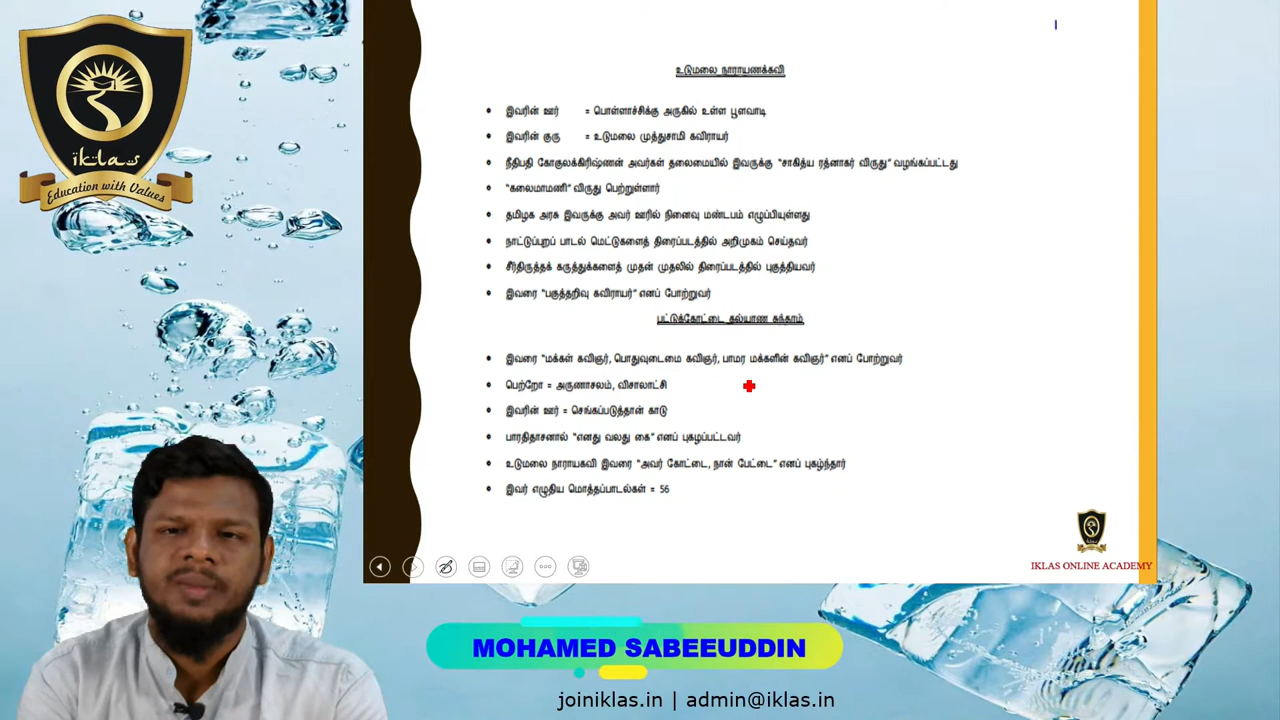 iklas
Education with Values
உடுமலை நாராயணக்கவி
• இவரின் ஊர் = பொள்ளாச்சிக்கு அருகில் உள்ள பூளவாடி
• இவரின் குரு = உடுமலை முத்துசாமி கவிராயர்
• நீதிபதி கோகுலக்கிரிஷ்ணன் அவர்கள் தலைமையில் இவருக்கு "சாகித்ய ரத்னாகர் விருது" வழங்கப்பட்டது
• "கலைமாமணி" விருது பெற்றுள்ளார்
• தமிழக அரசு இவருக்கு அவர் ஊரில் நினைவு மண்டபம் எழுப்பியுள்ளது
• நாட்டுப்புறப் பாடல் மெட்டுகளைத் திரைப்படத்தில் அறிமுகம் செய்தவர்
• சீர்திருத்தக் கருத்துக்களைத் முதன் முதலில் திரைப்படத்தில் புகுத்தியவர்
• இவரை "பகுத்தறிவு கவிராயர்" எனப் போற்றுவர்
பட்டுக்கோட்டை கல்யாண சுந்தரம்
• இவரை "மக்கள் கவிஞர், பொதுவுடைமை கவிஞர், பாமர மக்களின் கவிஞர்" எனப் போற்றுவர்
• பெற்றோ = அருணாசலம், விசாலாட்சி
• இவரின் ஊர் = செங்கப்படுத்தான் காடு
• பாரதிதாசனால் "எனது வலது கை" எனப் புகழப்பட்டவர்
• உடுமலை நாராயகவி இவரை "அவர் கோட்டை, நான் பேட்டை" எனப் புகழ்ந்தார்
• இவர் எழுதிய மொத்தப்பாடல்கள் = 56
IKLAS ONLINE ACADEMY
MOHAMED SABEEUDDIN
joiniklas.in | admin@iklas.in